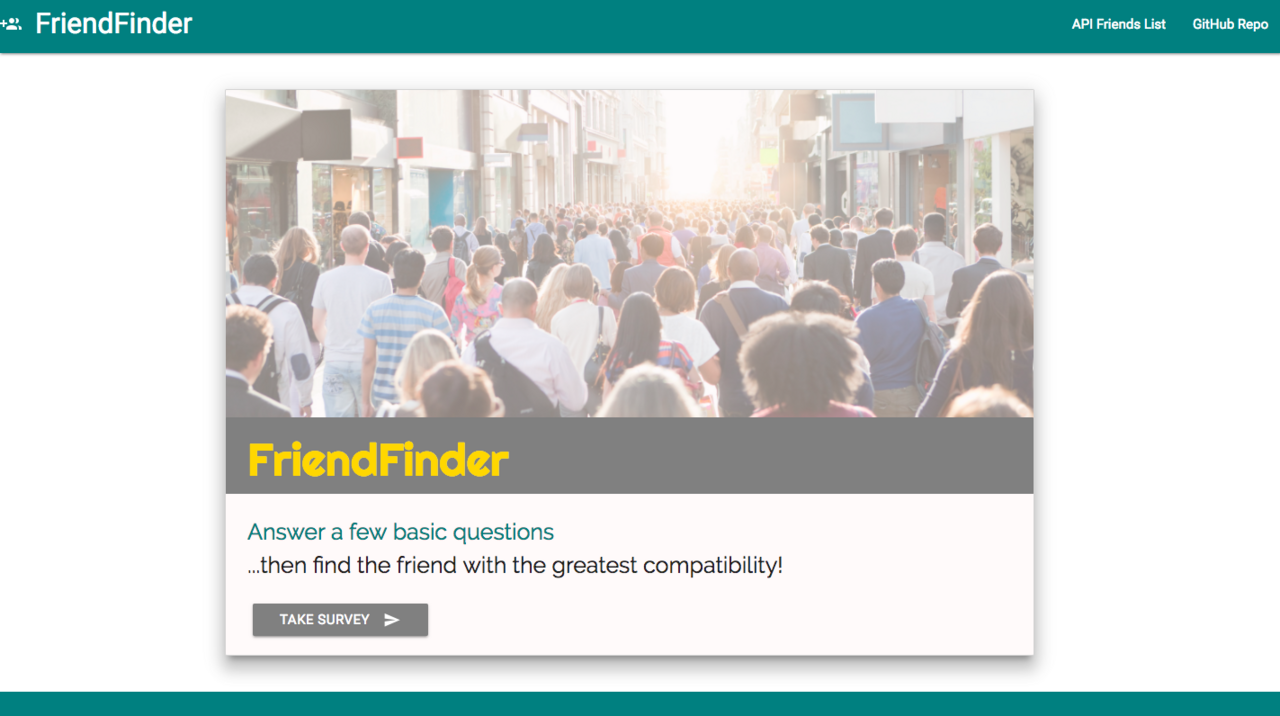 FriendFinder
API Friends List
GitHub Repo
FriendFinder
Answer a few basic questions
...then find the friend with the greatest compatibility!
TAKE SURVEY